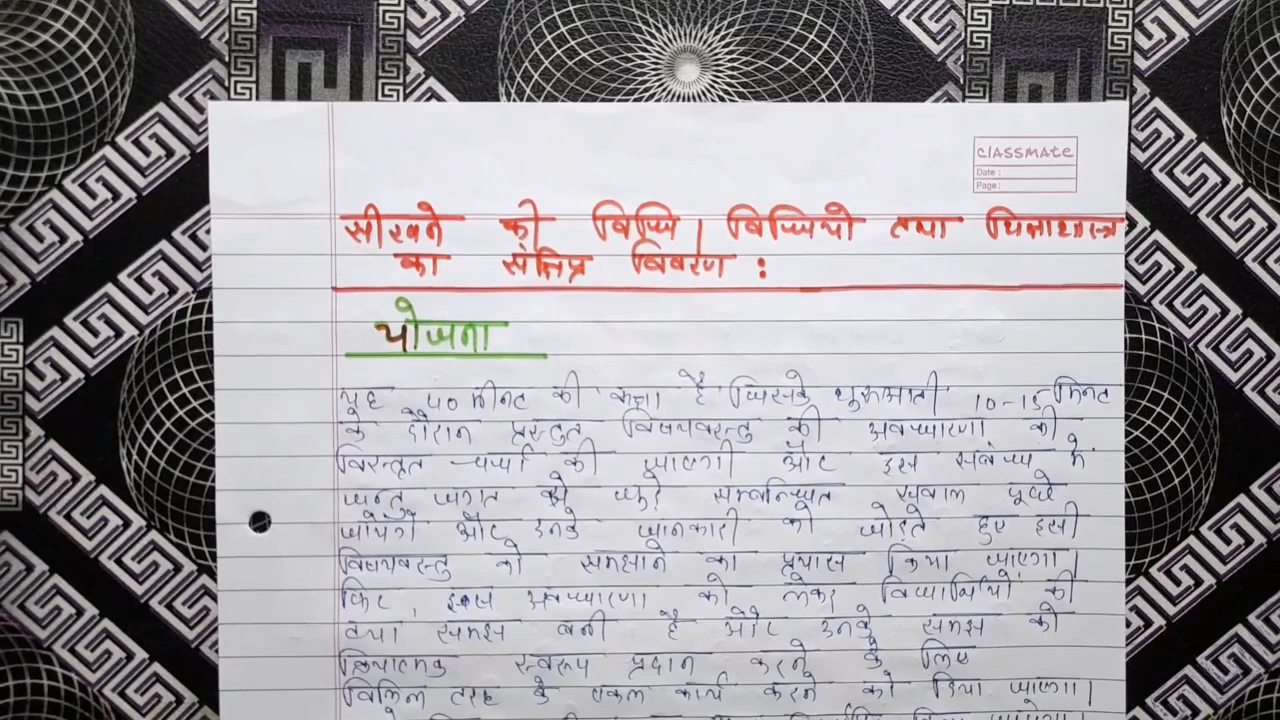 classmate
Date :
Page :
सीखने की विधि । विधियो तथा शिक्षाशास्त्र
का संक्षिप्त विवरण :
योजना
यह 40 मीनट की कक्षा है जिसके शुरुआती 10-15 मिनट
के दौरान प्रस्तुत विषयवस्तु की अवधारणा की
विस्तृत चर्चा की जाएगी और इस संबंध में
जन्तु जगत से जुड़े सम्बन्धित सवाल पूछे
जायेगे और उनके जानकारी को जोड़ते हुए इसी
विषयवस्तु को समझाने का प्रयास किया जाएगा।
फिर, इस अवधारणा को लेकर विद्यार्थियों की
क्या समझ बनी है और उनके समझ को
क्रियात्मक स्वरूप प्रदान करने के लिए
विभिन्न तरह के एकल कार्य करने को दिया जाएगा।